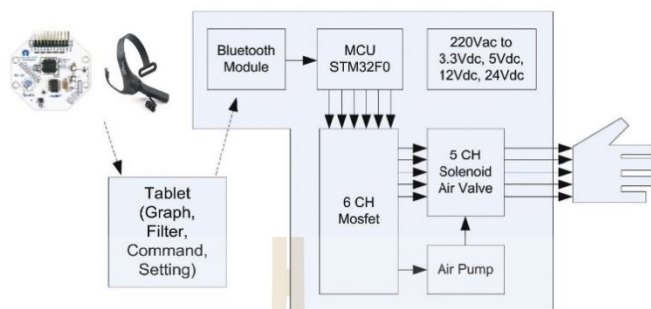 Bluetooth
Module
MCU
STM32F0
220Vac to
3.3Vdc, 5Vdc,
12Vdc, 24Vdc
Tablet
(Graph,
Filter,
Command,
Setting)
6 CH
Mosfet
5 CH
Solenoid
Air Valve
Air Pump